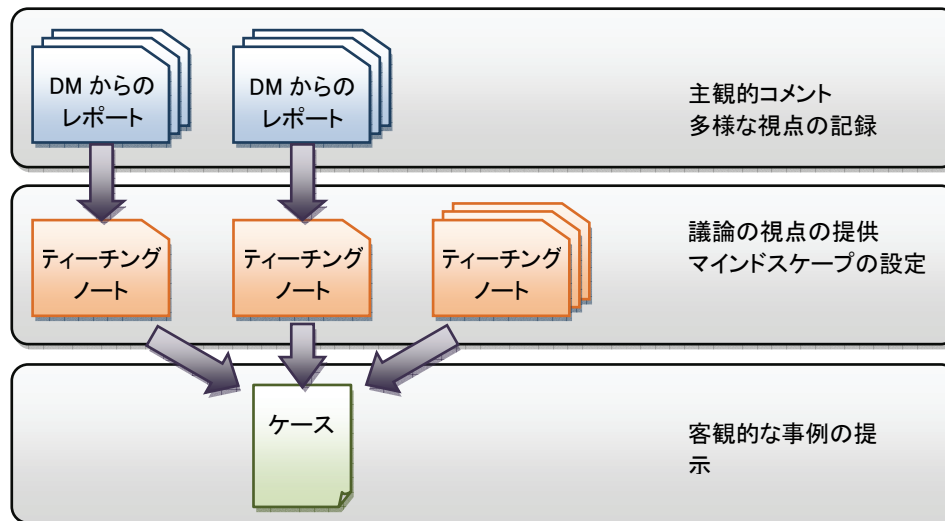 DM からの
レポート
DM からの
レポート
主観的コメント
多様な視点の記録
ティーチング
ノート
ティーチング
ノート
ティーチング
ノート
議論の視点の提供
マインドスケープの設定
ケース
客観的な事例の提
示